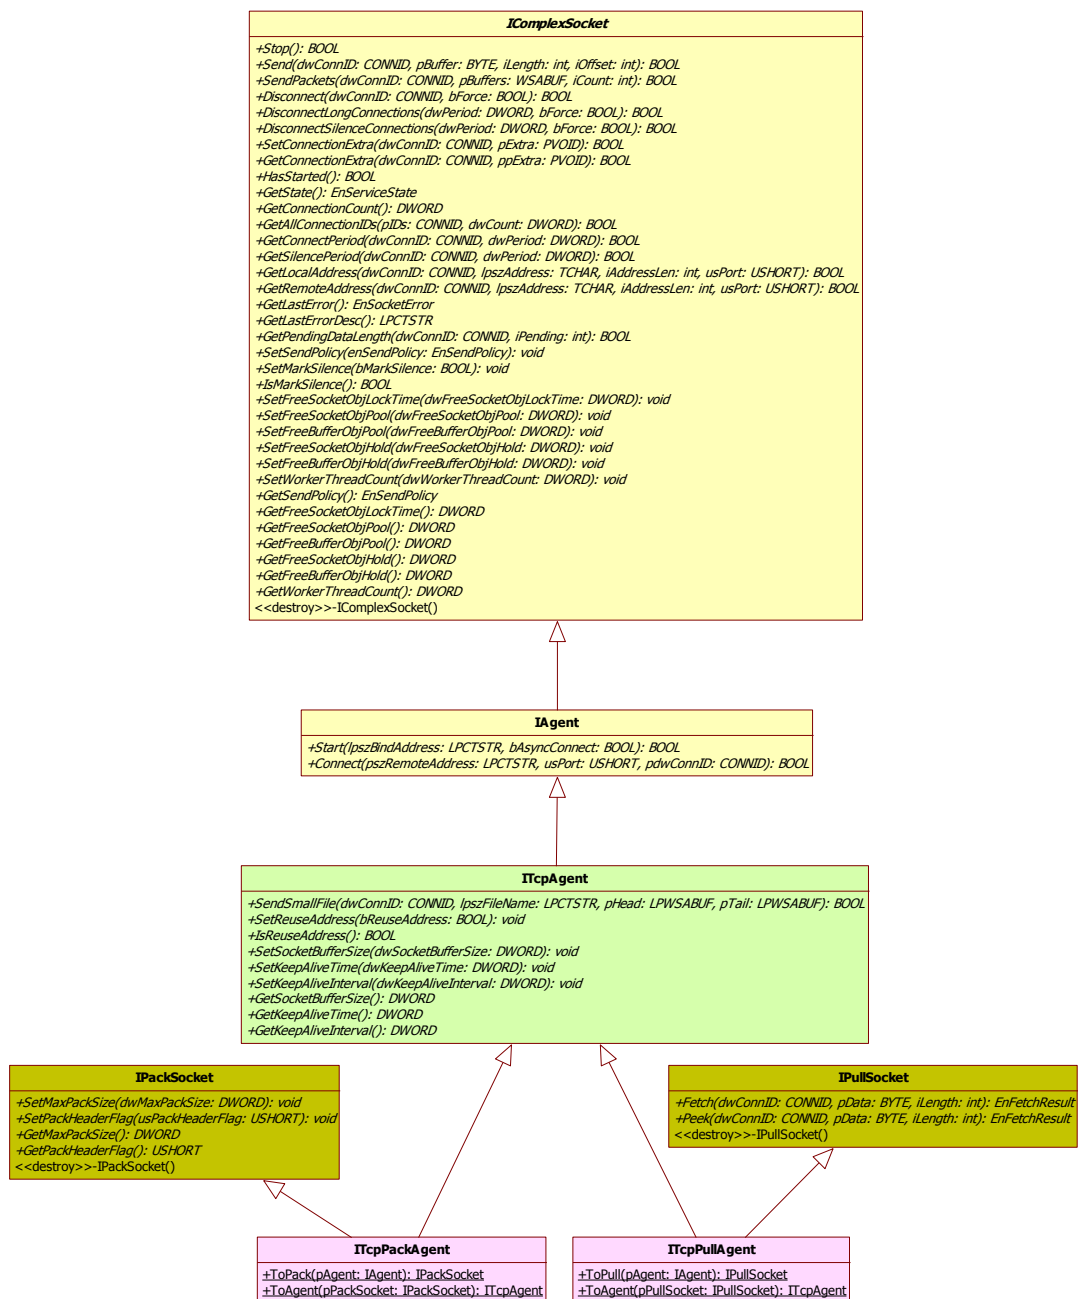 IComplexSocket
+Stop(): BOOL
+Send(dwConnID: CONNID, pBuffer: BYTE, iLength: int, iOffset: int): BOOL
+SendPackets(dwConnID: CONNID, pBuffers: WSABUF, iCount: int): BOOL
+Disconnect(dwConnID: CONNID, bForce: BOOL): BOOL
+DisconnectLongConnections(dwPeriod: DWORD, bForce: BOOL): BOOL
+DisconnectSilenceConnections(dwPeriod: DWORD, bForce: BOOL): BOOL
+SetConnectionExtra(dwConnID: CONNID, pExtra: PVOID): BOOL
+GetConnectionExtra(dwConnID: CONNID, ppExtra: PVOID): BOOL
+HasStarted(): BOOL
+GetState(): EnServiceState
+GetConnectionCount(): DWORD
+GetAllConnectionIDs(pIDs: CONNID, dwCount: DWORD): BOOL
+GetConnectPeriod(dwConnID: CONNID, dwPeriod: DWORD): BOOL
+GetSilencePeriod(dwConnID: CONNID, dwPeriod: DWORD): BOOL
+GetLocalAddress(dwConnID: CONNID, lpszAddress: TCHAR, iAddressLen: int, usPort: USHORT): BOOL
+GetRemoteAddress(dwConnID: CONNID, lpszAddress: TCHAR, iAddressLen: int, usPort: USHORT): BOOL
+GetLastError(): EnSocketError
+GetLastErrorDesc(): LPCTSTR
+GetPendingDataLength(dwConnID: CONNID, iPending: int): BOOL
+SetSendPolicy(enSendPolicy: EnSendPolicy): void
+SetMarkSilence(bMarkSilence: BOOL): void
+IsMarkSilence(): BOOL
+SetFreeSocketObjLockTime(dwFreeSocketObjLockTime: DWORD): void
+SetFreeSocketObjPool(dwFreeSocketObjPool: DWORD): void
+SetFreeBufferObjPool(dwFreeBufferObjPool: DWORD): void
+SetFreeSocketObjHold(dwFreeSocketObjHold: DWORD): void
+SetFreeBufferObjHold(dwFreeBufferObjHold: DWORD): void
+SetWorkerThreadCount(dwWorkerThreadCount: DWORD): void
+GetSendPolicy(): EnSendPolicy
+GetFreeSocketObjLockTime(): DWORD
+GetFreeSocketObjPool(): DWORD
+GetFreeBufferObjPool(): DWORD
+GetFreeSocketObjHold(): DWORD
+GetFreeBufferObjHold(): DWORD
+GetWorkerThreadCount(): DWORD
<<destroy>>-IComplexSocket()
IAgent
+Start(lpszBindAddress: LPCTSTR, bAsyncConnect: BOOL): BOOL
+Connect(pszRemoteAddress: LPCTSTR, usPort: USHORT, pdwConnID: CONNID): BOOL
ITcpAgent
+SendSmallFile(dwConnID: CONNID, lpszFileName: LPCTSTR, pHead: LPWSABUF, pTail: LPWSABUF): BOOL
+SetReuseAddress(bReuseAddress: BOOL): void
+IsReuseAddress(): BOOL
+SetSocketBufferSize(dwSocketBufferSize: DWORD): void
+SetKeepAliveTime(dwKeepAliveTime: DWORD): void
+SetKeepAliveInterval(dwKeepAliveInterval: DWORD): void
+GetSocketBufferSize(): DWORD
+GetKeepAliveTime(): DWORD
+GetKeepAliveInterval(): DWORD
IPackSocket
+SetMaxPackSize(dwMaxPackSize: DWORD): void
+SetPackHeaderFlag(usPackHeaderFlag: USHORT): void
+GetMaxPackSize(): DWORD
+GetPackHeaderFlag(): USHORT
<<destroy>>-IPackSocket()
IPullSocket
+Fetch(dwConnID: CONNID, pData: BYTE, iLength: int): EnFetchResult
+Peek(dwConnID: CONNID, pData: BYTE, iLength: int): EnFetchResult
<<destroy>>-IPullSocket()
ITcpPackAgent
+ToPack(pAgent: IAgent): IPackSocket
+ToAgent(pPackSocket: IPackSocket): ITcpAgent
ITcpPullAgent
+ToPull(pAgent: IAgent): IPullSocket
+ToAgent(pPullSocket: IPullSocket): ITcpAgent